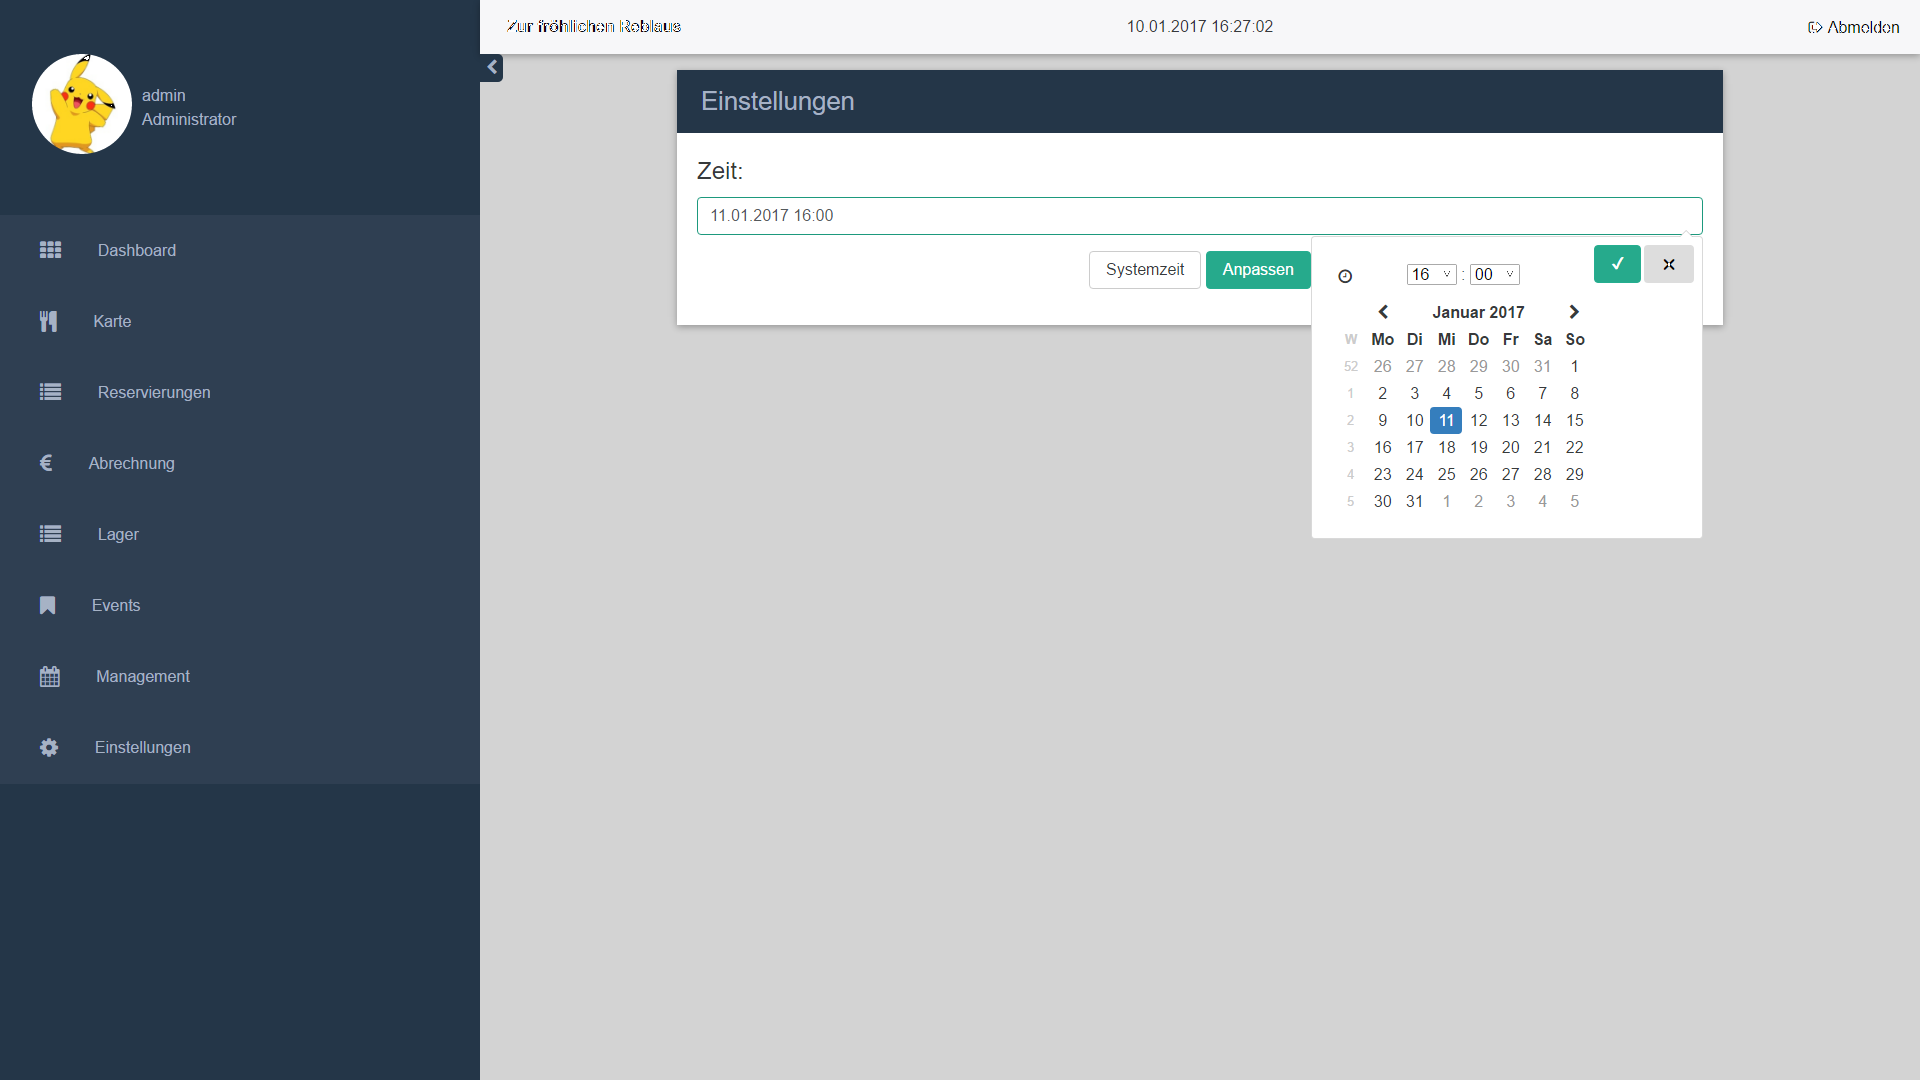 Zur fröhlichen Reblaus
10.01.2017 16:27:02
Abmelden
admin
Administrator
Dashboard
Karte
Reservierungen
Abrechnung
Lager
Events
Management
Einstellungen
Einstellungen
Zeit:
11.01.2017 16:00
Systemzeit
Anpassen
16 : 00
Januar 2017
W Mo Di Mi Do Fr Sa So
52 26 27 28 29 30 31 1
1 2 3 4 5 6 7 8
2 9 10 11 12 13 14 15
3 16 17 18 19 20 21 22
4 23 24 25 26 27 28 29
5 30 31 1 2 3 4 5